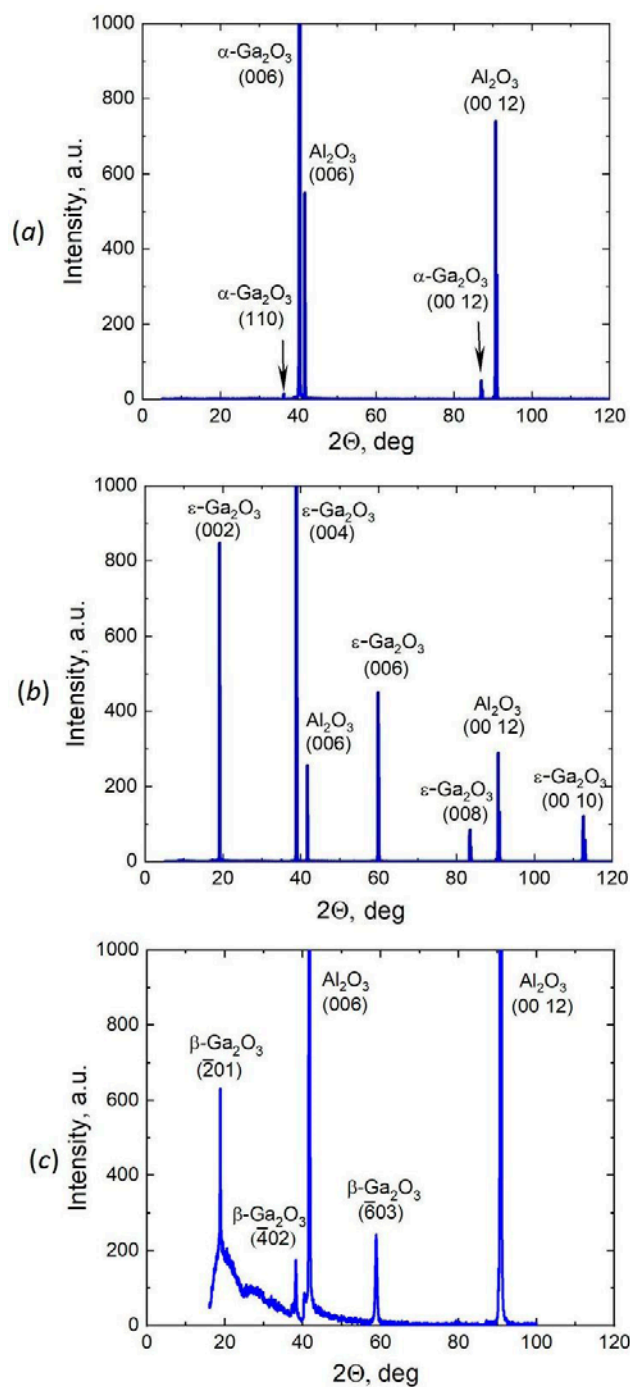 (a)
Intensity, a.u.
1000
800
600
400
200
0
α-Ga₂O₃
(006)
Al₂O₃
(006)
α-Ga₂O₃
(110)
Al₂O₃
(00 12)
α-Ga₂O₃
(00 12)
0 20 40 60 80 100 120
2Θ, deg
(b)
Intensity, a.u.
1000
800
600
400
200
0
ε-Ga₂O₃
(002)
ε-Ga₂O₃
(004)
Al₂O₃
(006)
ε-Ga₂O₃
(006)
ε-Ga₂O₃
(008)
Al₂O₃
(00 12)
ε-Ga₂O₃
(00 10)
0 20 40 60 80 100 120
2Θ, deg
(c)
Intensity, a.u.
1000
800
600
400
200
0
β-Ga₂O₃
(2̅01)
β-Ga₂O₃
(4̅02)
Al₂O₃
(006)
β-Ga₂O₃
(6̅03)
Al₂O₃
(00 12)
0 20 40 60 80 100 120
2Θ, deg